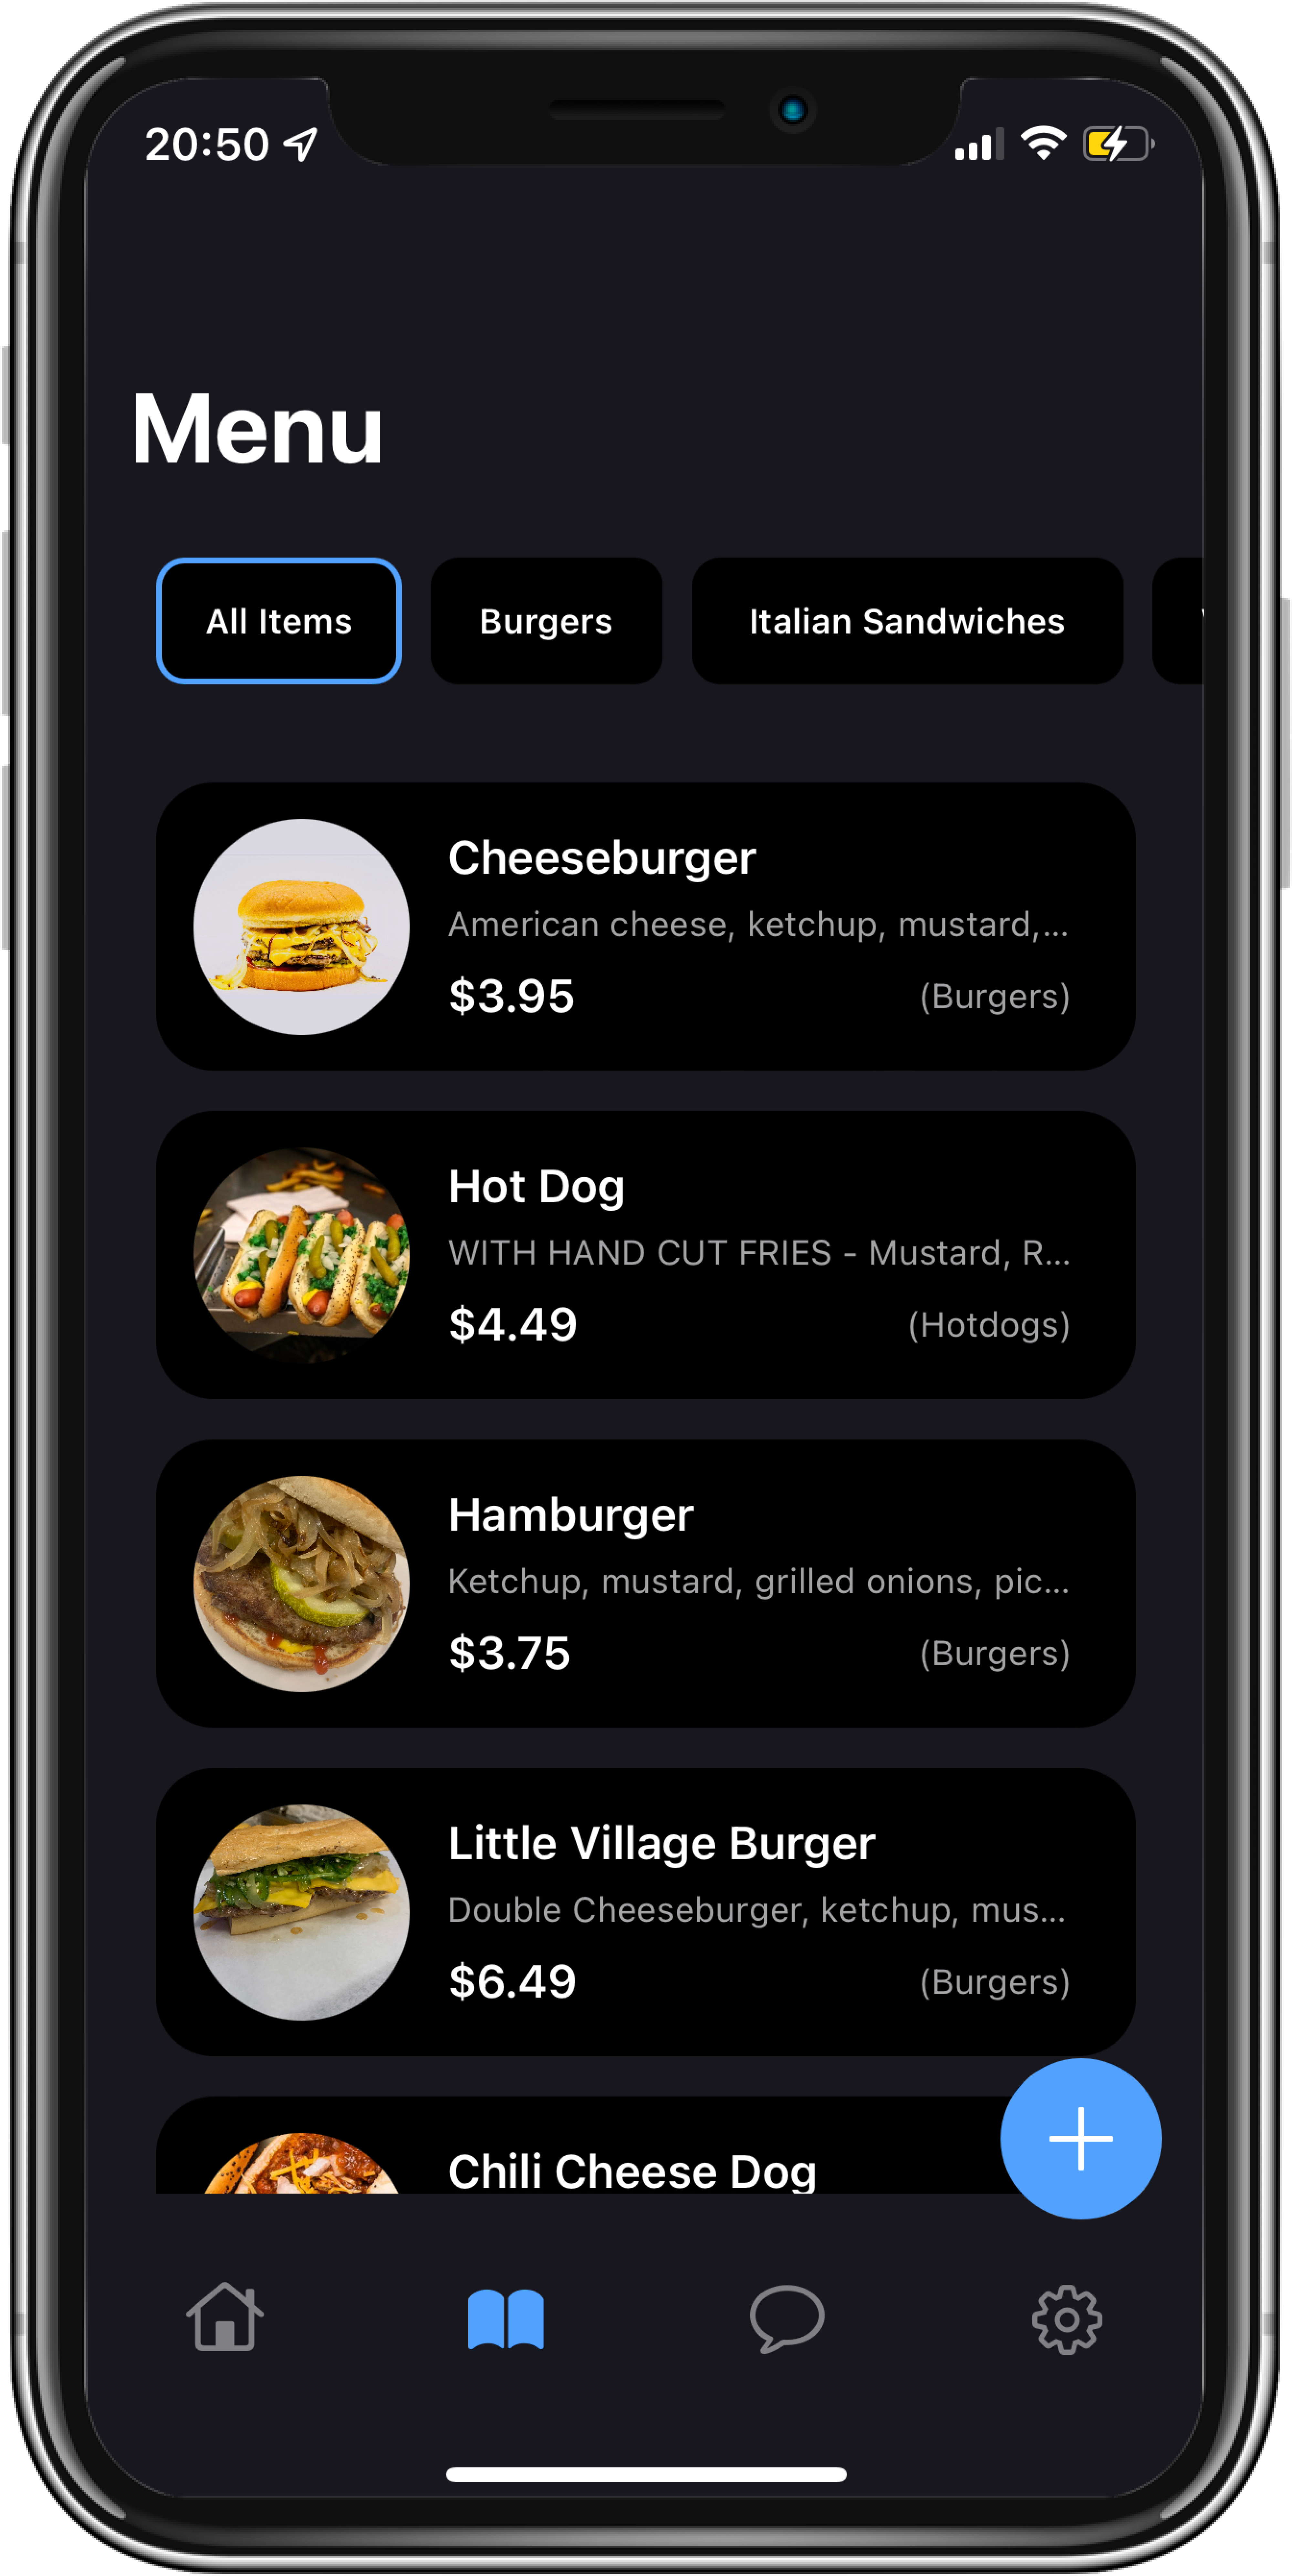 20:50
Menu
All Items
Burgers
Italian Sandwiches
Cheeseburger
American cheese, ketchup, mustard,...
$3.95
(Burgers)
Hot Dog
WITH HAND CUT FRIES - Mustard, R...
$4.49
(Hotdogs)
Hamburger
Ketchup, mustard, grilled onions, pic...
$3.75
(Burgers)
Little Village Burger
Double Cheeseburger, ketchup, mus...
$6.49
(Burgers)
Chili Cheese Dog